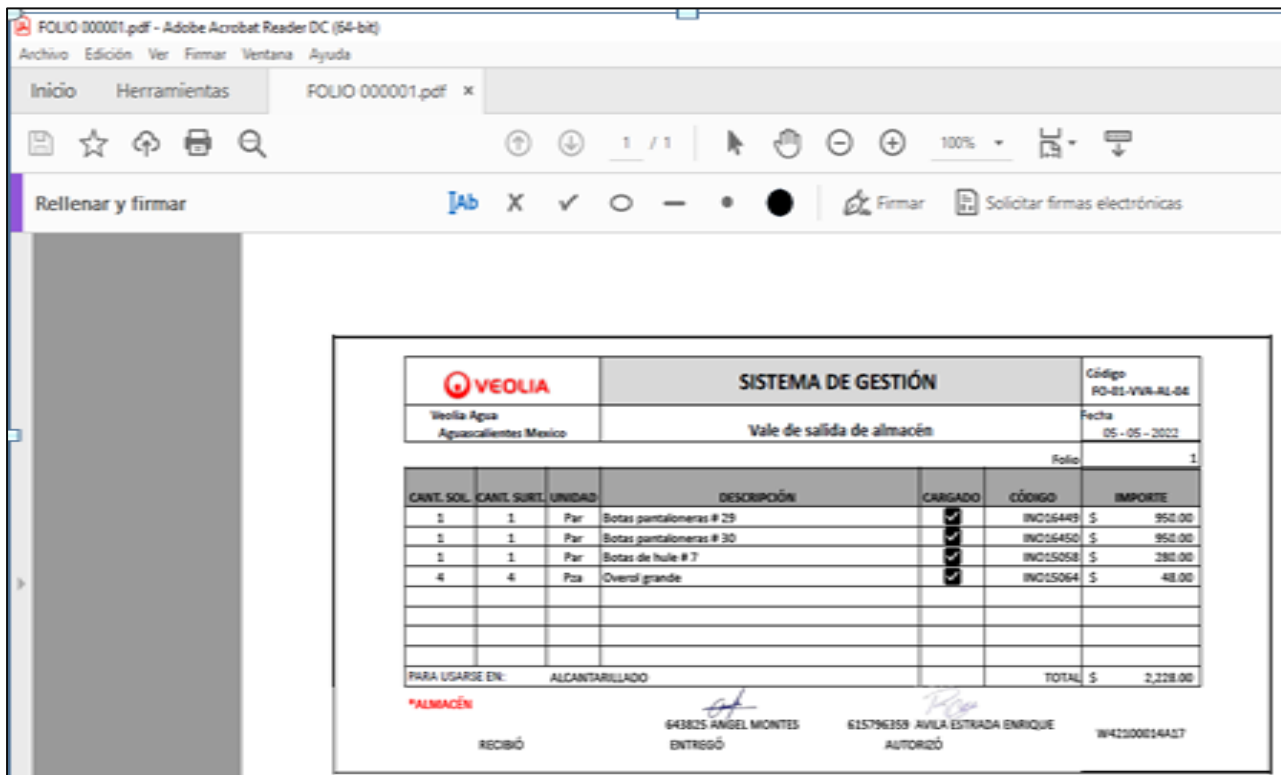 FOLIO 000001.pdf - Adobe Acrobat Reader DC (64-bit)
Archivo Edición Ver Firmar Ventana Ayuda
Inicio Herramientas FOLIO 000001.pdf ×
1 / 1 100%
Rellenar y firmar IAb Firmar Solicitar firmas electrónicas
VEOLIA SISTEMA DE GESTIÓN Código
FO-01-VVA-AL-04
Veolia Agua Fecha
Aguascalientes Mexico Vale de salida de almacén 05 - 05 - 2022
Folio 1
CANT. SOL. CANT. SURT. UNIDAD DESCRIPCIÓN CARGADO CÓDIGO IMPORTE
1 1 Par Botas pantaloneras # 29 INO16449 $ 950.00
1 1 Par Botas pantaloneras # 30 INO16450 $ 950.00
1 1 Par Botas de hule # 7 INO15058 $ 280.00
4 4 Pza Overol grande INO15064 $ 48.00
PARA USARSE EN: ALCANTARILLADO TOTAL $ 2,228.00
*ALMACÉN
643825 ANGEL MONTES 615796359 AVILA ESTRADA ENRIQUE
W42100014A17
RECIBIÓ ENTREGÓ AUTORIZÓ